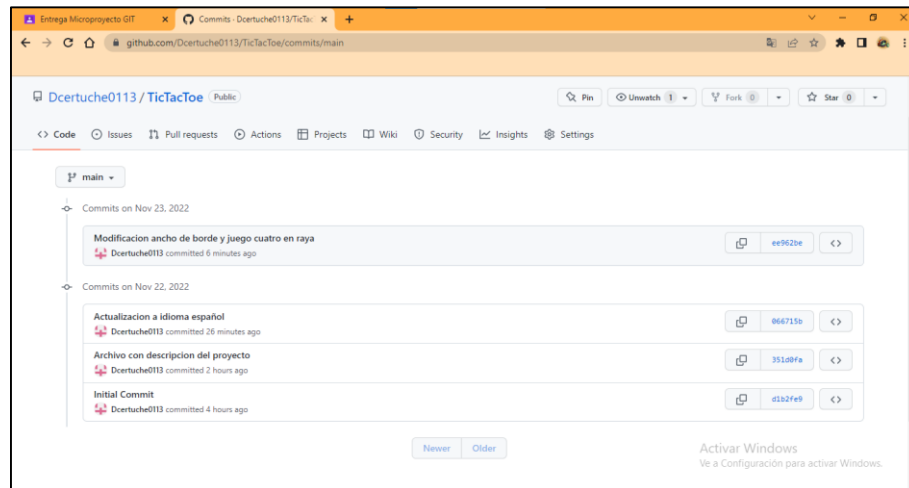 Entrega Microproyecto GIT
Commits · Dcertuche0113/TicTac
github.com/Dcertuche0113/TicTacToe/commits/main
Dcertuche0113 / TicTacToe Public
Pin
Unwatch 1
Fork 0
Star 0
Code Issues Pull requests Actions Projects Wiki Security Insights Settings
main
Commits on Nov 23, 2022
Modificacion ancho de borde y juego cuatro en raya
Dcertuche0113 committed 6 minutes ago
ee962be
Commits on Nov 22, 2022
Actualizacion a idioma español
Dcertuche0113 committed 26 minutes ago
066715b
Archivo con descripcion del proyecto
Dcertuche0113 committed 2 hours ago
351d0fa
Initial Commit
Dcertuche0113 committed 4 hours ago
d1b2fe9
Newer Older
Activar Windows
Ve a Configuración para activar Windows.